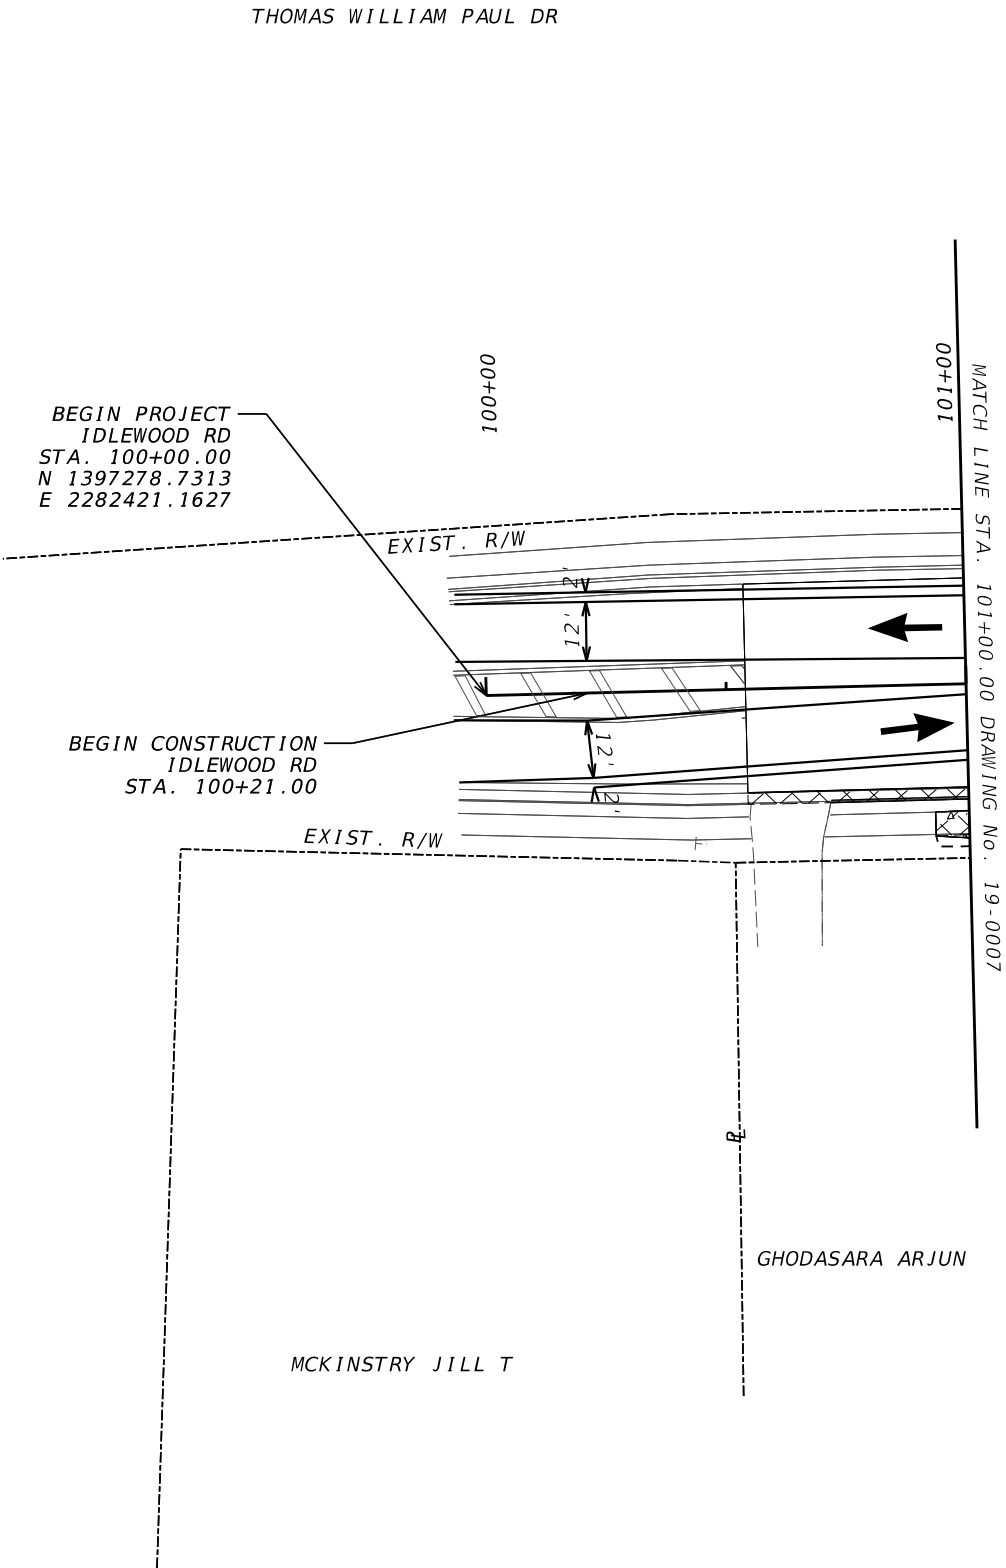 THOMAS WILLIAM PAUL DR
100+00
101+00
MATCH LINE STA. 101+00.00 DRAWING No. 19-0007
BEGIN PROJECT
IDLEWOOD RD
STA. 100+00.00
N 1397278.7313
E 2282421.1627
EXIST. R/W
2'
12'
BEGIN CONSTRUCTION
IDLEWOOD RD
STA. 100+21.00
12'
2'
EXIST. R/W
PL
GHODASARA ARJUN
MCKINSTRY JILL T